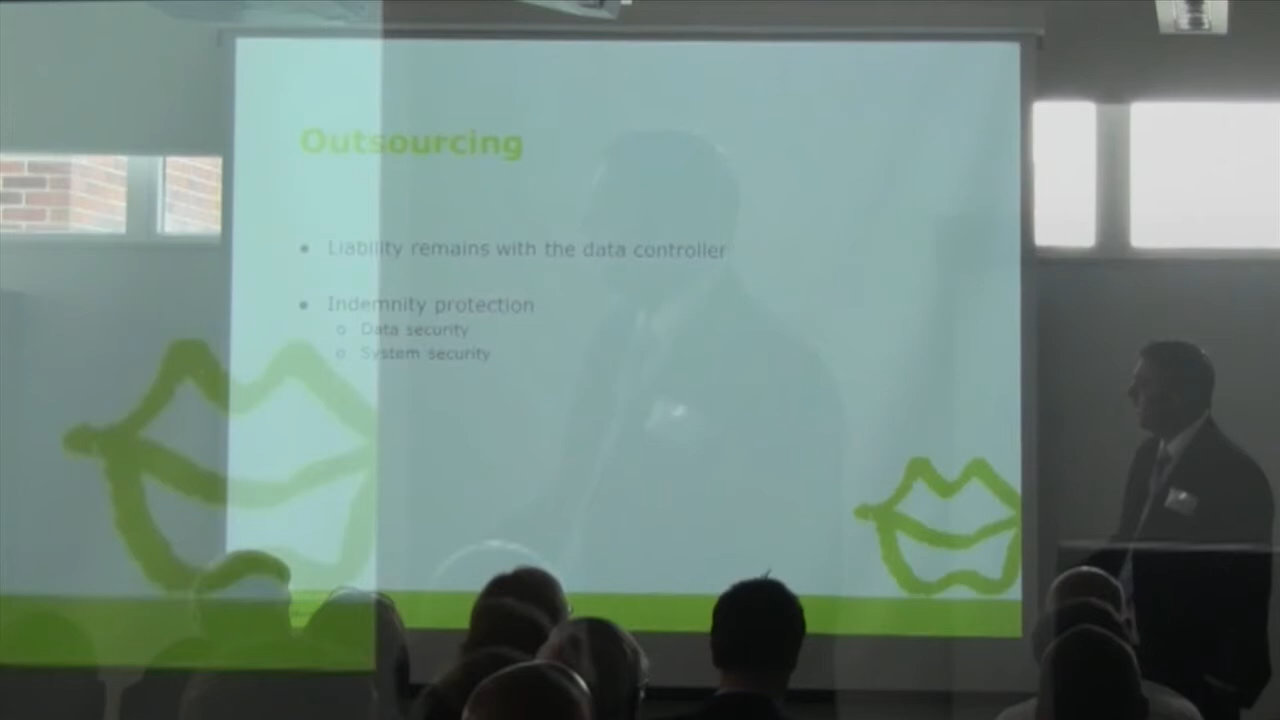 Outsourcing
• Liability remains with the data controller
• Indemnity protection
o Data security
o System security